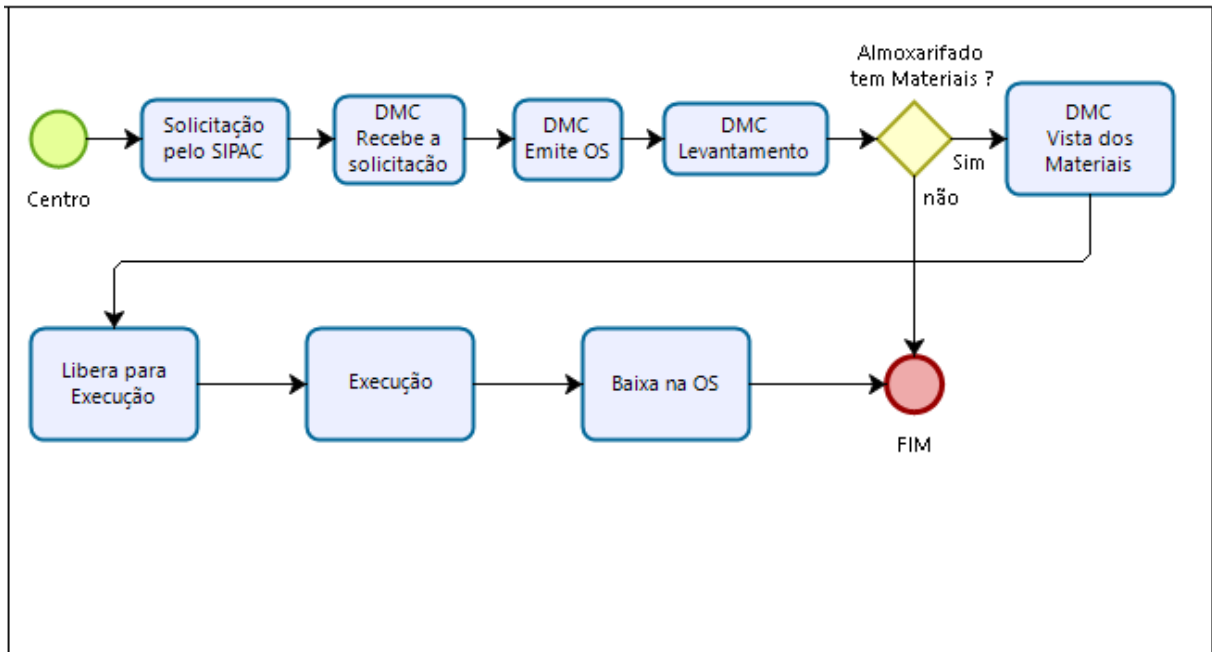 Almoxarifado
tem Materiais ?
Solicitação
pelo SIPAC
DMC
Recebe a
solicitação
DMC
Emite OS
DMC
Levantamento
Sim
não
DMC
Vista dos
Materiais
Centro
Libera para
Execução
Execução
Baixa na OS
FIM